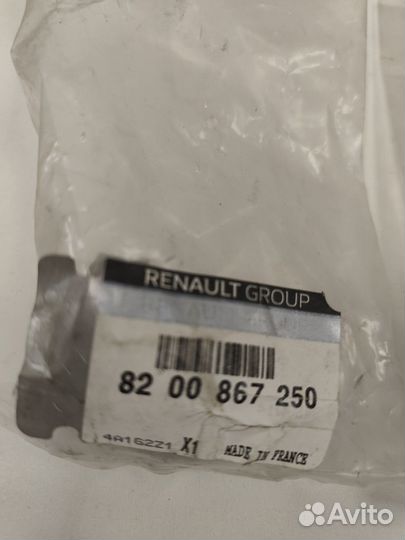 RENAULT GROUP
82 00 867 250
4A16221 X1 MADE IN FRANCE
Avito